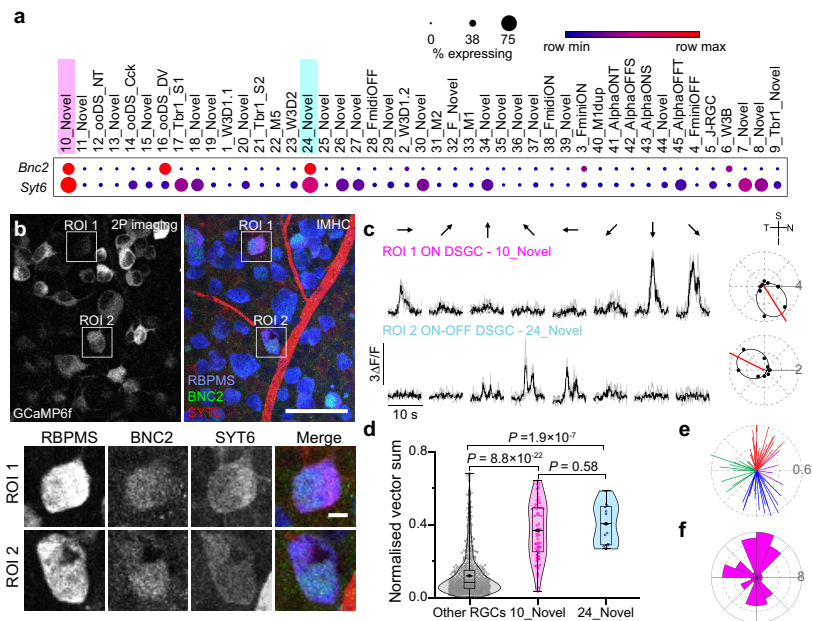 a
0 38 75
% expressing
row min row max
10_Novel
11_Novel
12_ooDS_NT
13_Novel
14_ooDS_Cck
15_Novel
16_ooDS_DV
17_Tbr1_S1
18_Novel
19_Novel
1_W3D1.1
20_Novel
21_Tbr1_S2
22_M5
23_W3D2
24_Novel
25_Novel
26_Novel
27_Novel
28_FmidiOFF
29_Novel
2_W3D1.2
30_Novel
31_M2
32_F_Novel
33_M1
34_Novel
35_Novel
36_Novel
37_Novel
38_FmidiON
39_Novel
3_FminiON
40_M1dup
41_AlphaONT
42_AlphaOFFS
43_AlphaONS
44_Novel
45_AlphaOFFT
4_FminiOFF
5_J-RGC
6_W3B
7_Novel
8_Novel
9_Tbr1_Novel
Bnc2
Syt6
b
ROI 1 2P imaging
ROI 2
GCaMP6f
IMHC
ROI 1
ROI 2
RBPMS
BNC2
SYT6
RBPMS BNC2 SYT6 Merge
ROI 1
ROI 2
c
S
T N
ROI 1 ON DSGC - 10_Novel
4
ROI 2 ON-OFF DSGC - 24_Novel
2
3ΔF/F
10 s
d
P =1.9×10-7
P = 8.8×10-22
P = 0.58
Normalised vector sum
0.8
0.4
0.0
Other RGCs 10_Novel 24_Novel
e
0.6
f
8